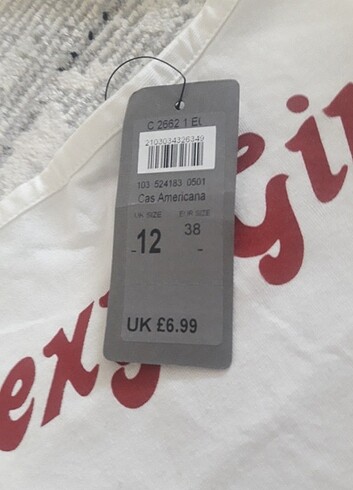 C 2662 1 EU
2103034326349
103 524183 0501
Cas Americana
UK SIZE EUR SIZE
-12 38 -
UK £6.99
exy Gir